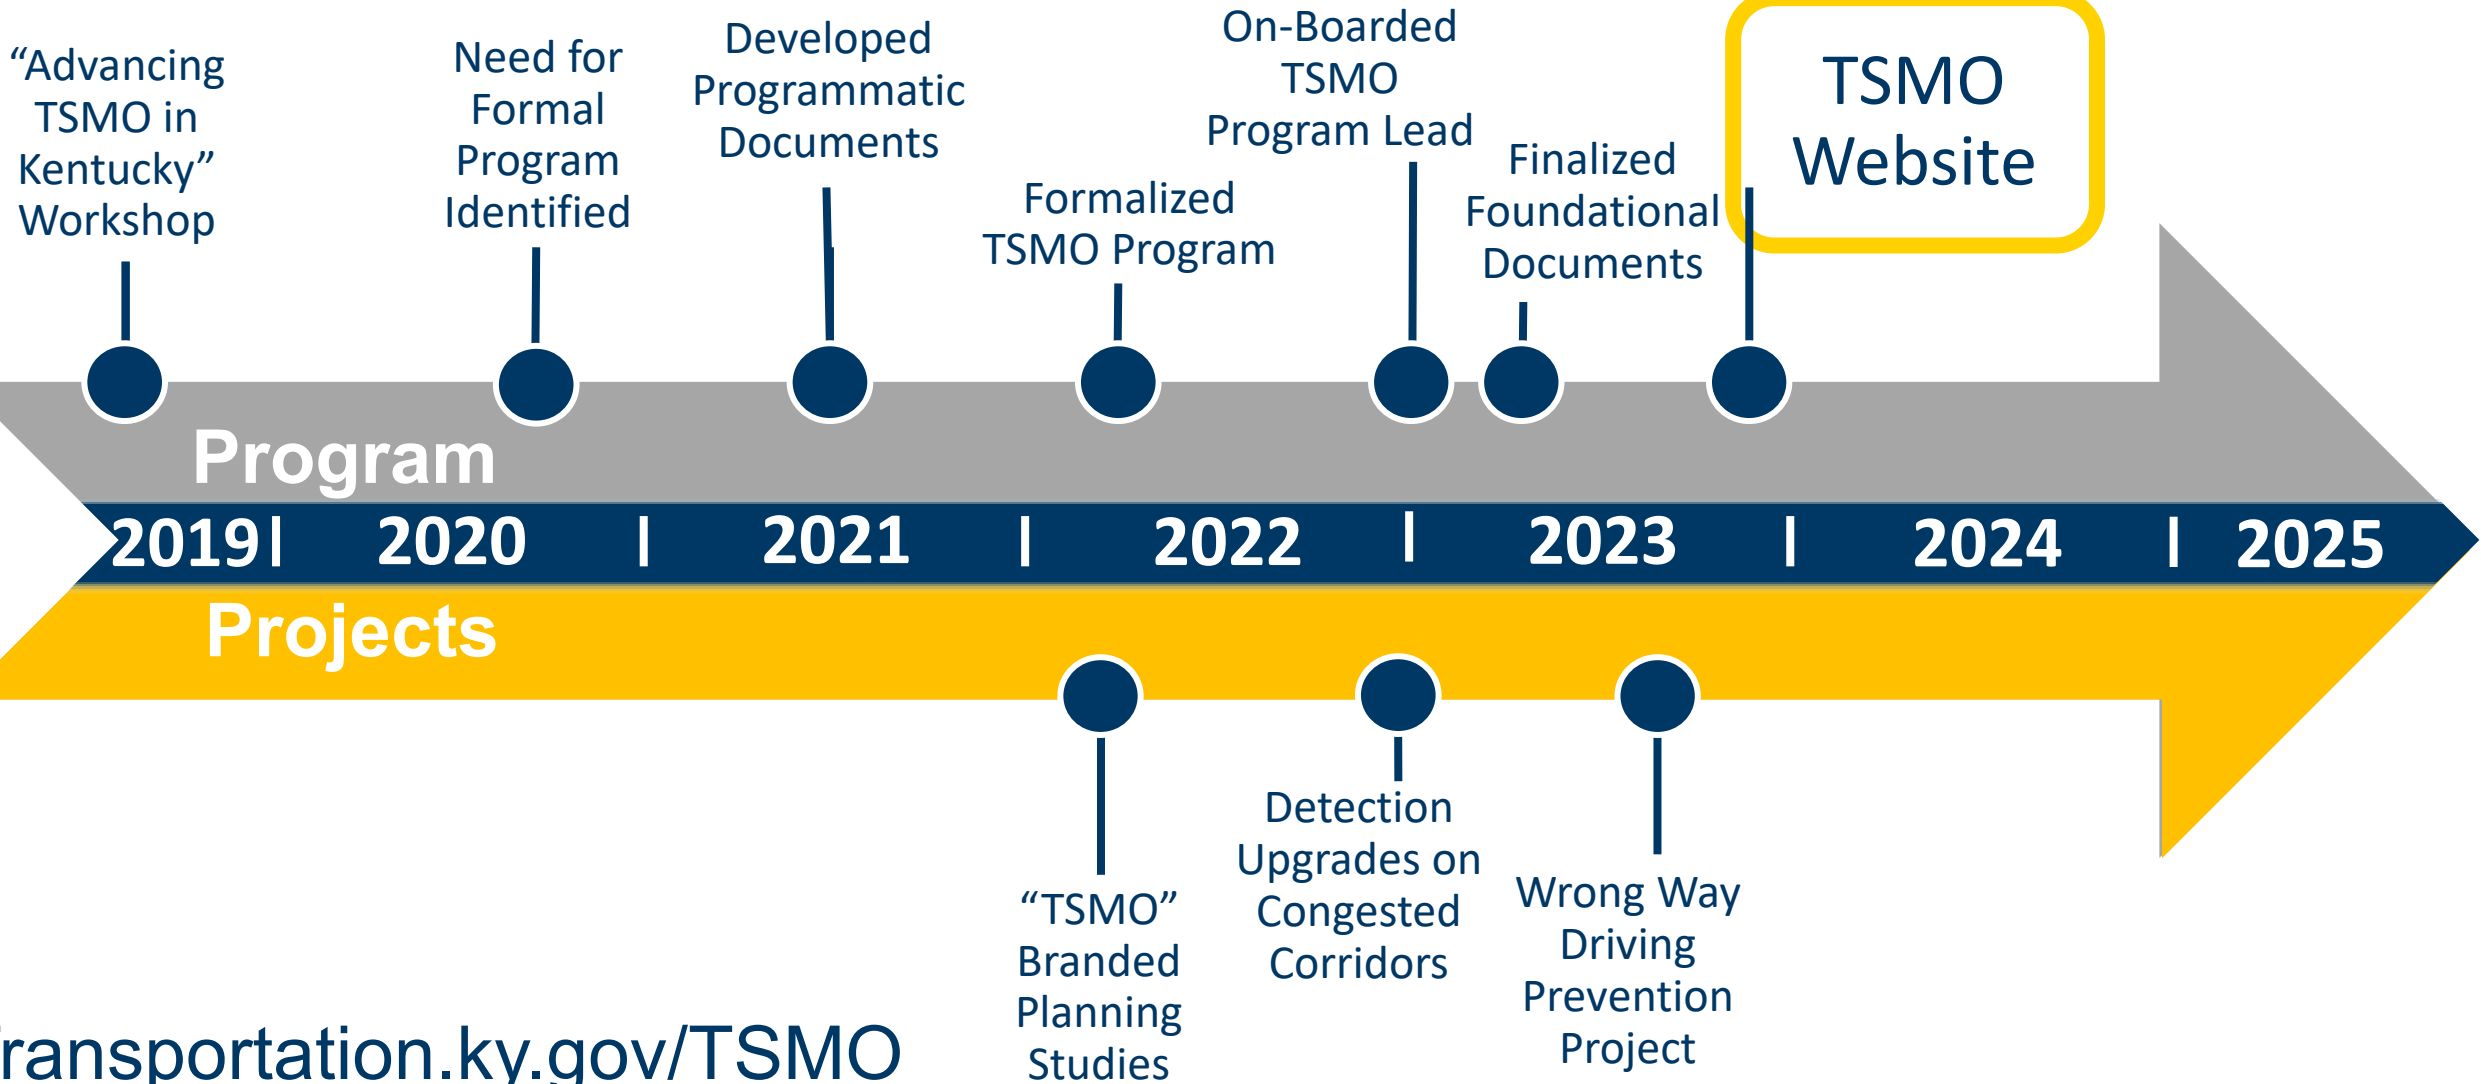 “Advancing
TSMO in
Kentucky”
Workshop
Need for
Formal
Program
Identified
Developed
Programmatic
Documents
Formalized
TSMO Program
On-Boarded
TSMO
Program Lead
Finalized
Foundational
Documents
TSMO
Website
Program
2019 | 2020 | 2021 | 2022 | 2023 | 2024 | 2025
Projects
“TSMO”
Branded
Planning
Studies
Detection
Upgrades on
Congested
Corridors
Wrong Way
Driving
Prevention
Project
ransportation.ky.gov/TSMO